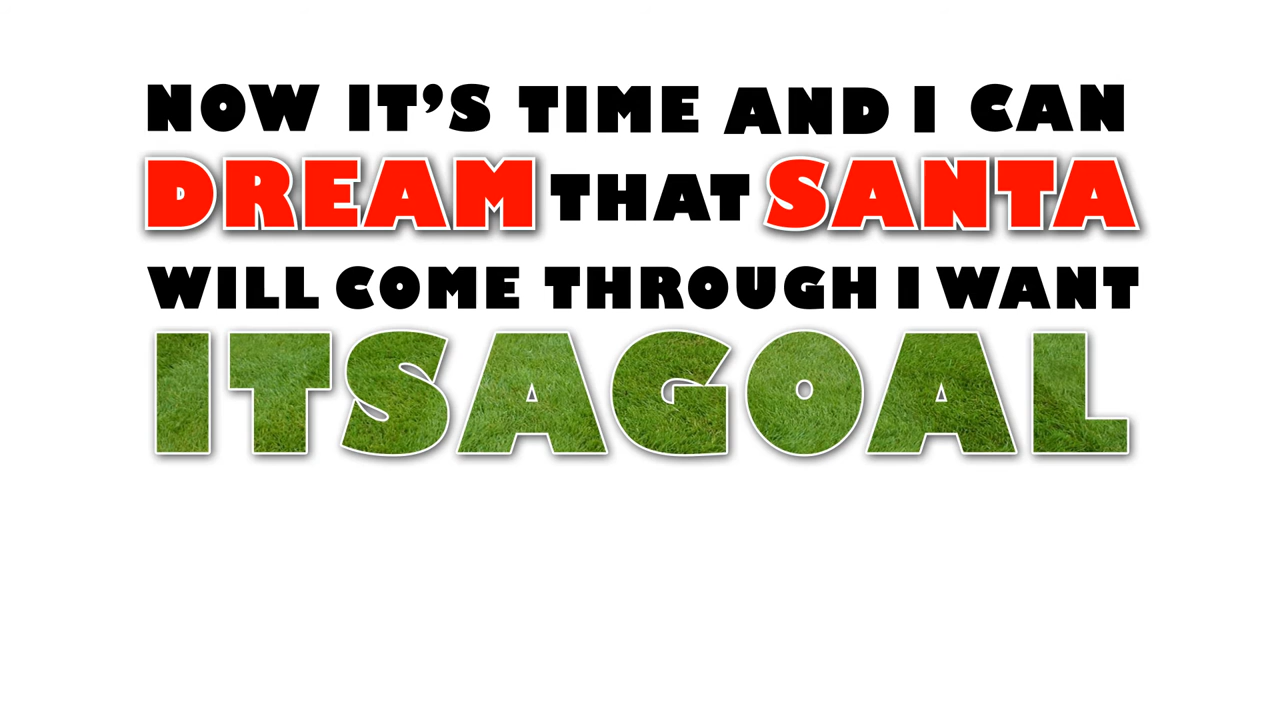 NOW IT'S TIME AND I CAN
DREAM THAT SANTA
WILL COME THROUGH I WANT
ITSAGOAL